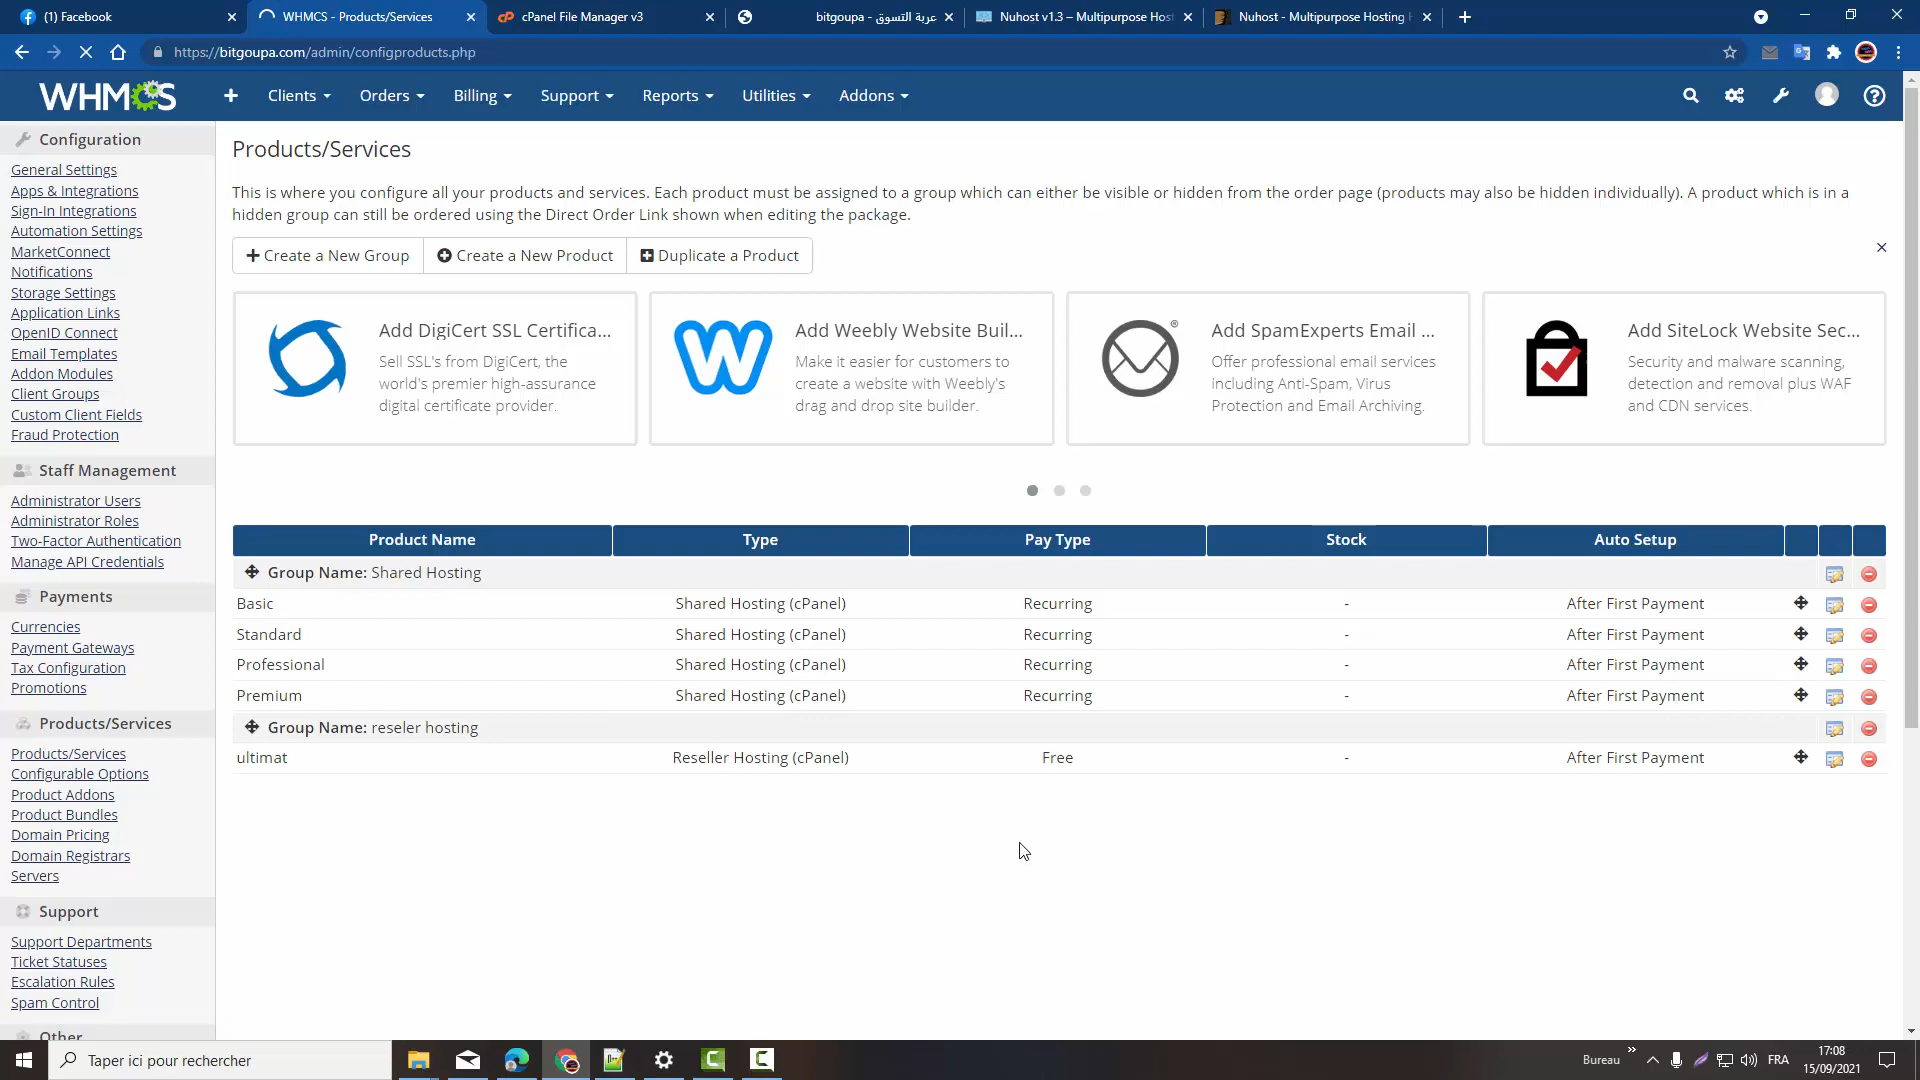 (1) Facebook
WHMCS - Products/Services
cPanel File Manager v3
عربة التسوق - bitgoupa
Nuhost v1.3 – Multipurpose Hos
Nuhost - Multipurpose Hosting
https://bitgoupa.com/admin/configproducts.php
WHMCS
Clients
Orders
Billing
Support
Reports
Utilities
Addons
Configuration
General Settings
Apps & Integrations
Sign-In Integrations
Automation Settings
MarketConnect
Notifications
Storage Settings
Application Links
OpenID Connect
Email Templates
Addon Modules
Client Groups
Custom Client Fields
Fraud Protection
Staff Management
Administrator Users
Administrator Roles
Two-Factor Authentication
Manage API Credentials
Payments
Currencies
Payment Gateways
Tax Configuration
Promotions
Products/Services
Products/Services
Configurable Options
Product Addons
Product Bundles
Domain Pricing
Domain Registrars
Servers
Support
Support Departments
Ticket Statuses
Escalation Rules
Spam Control
Other
Products/Services
This is where you configure all your products and services. Each product must be assigned to a group which can either be visible or hidden from the order page (products may also be hidden individually). A product which is in a
hidden group can still be ordered using the Direct Order Link shown when editing the package.
Create a New Group
Create a New Product
Duplicate a Product
Add DigiCert SSL Certifica...
Sell SSL's from DigiCert, the
world's premier high-assurance
digital certificate provider.
Add Weebly Website Buil...
Make it easier for customers to
create a website with Weebly's
drag and drop site builder.
Add SpamExperts Email ...
Offer professional email services
including Anti-Spam, Virus
Protection and Email Archiving.
Add SiteLock Website Sec...
Security and malware scanning,
detection and removal plus WAF
and CDN services.
Product Name Type Pay Type Stock Auto Setup
Group Name: Shared Hosting
Basic Shared Hosting (cPanel) Recurring - After First Payment
Standard Shared Hosting (cPanel) Recurring - After First Payment
Professional Shared Hosting (cPanel) Recurring - After First Payment
Premium Shared Hosting (cPanel) Recurring - After First Payment
Group Name: reseler hosting
ultimat Reseller Hosting (cPanel) Free - After First Payment
Taper ici pour rechercher
Bureau
FRA
17:08
15/09/2021